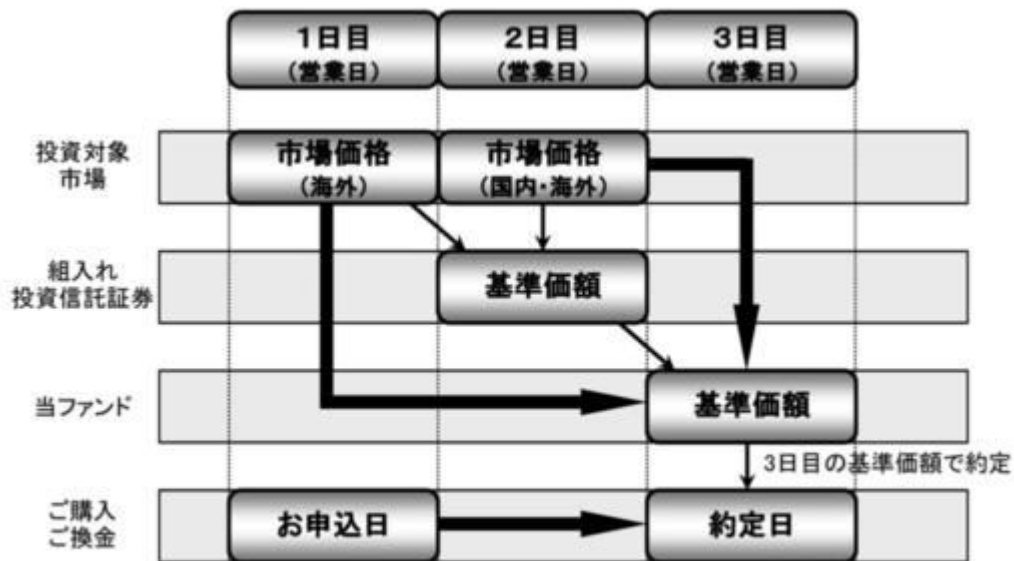 1日目
(営業日)
2日目
(営業日)
3日目
(営業日)
投資対象
市場
市場価格
(海外)
市場価格
(国内・海外)
組入れ
投資信託証券
基準価額
当ファンド
基準価額
3日目の基準価額で約定
ご購入
ご換金
お申込日
約定日